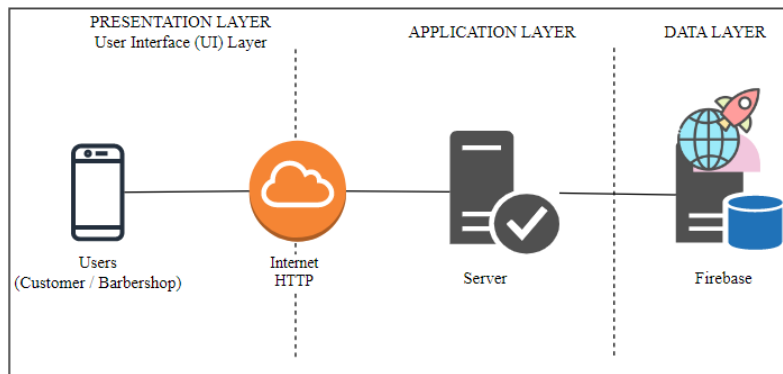 PRESENTATION LAYER
User Interface (UI) Layer
APPLICATION LAYER
DATA LAYER
Users
(Customer / Barbershop)
Internet
HTTP
Server
Firebase